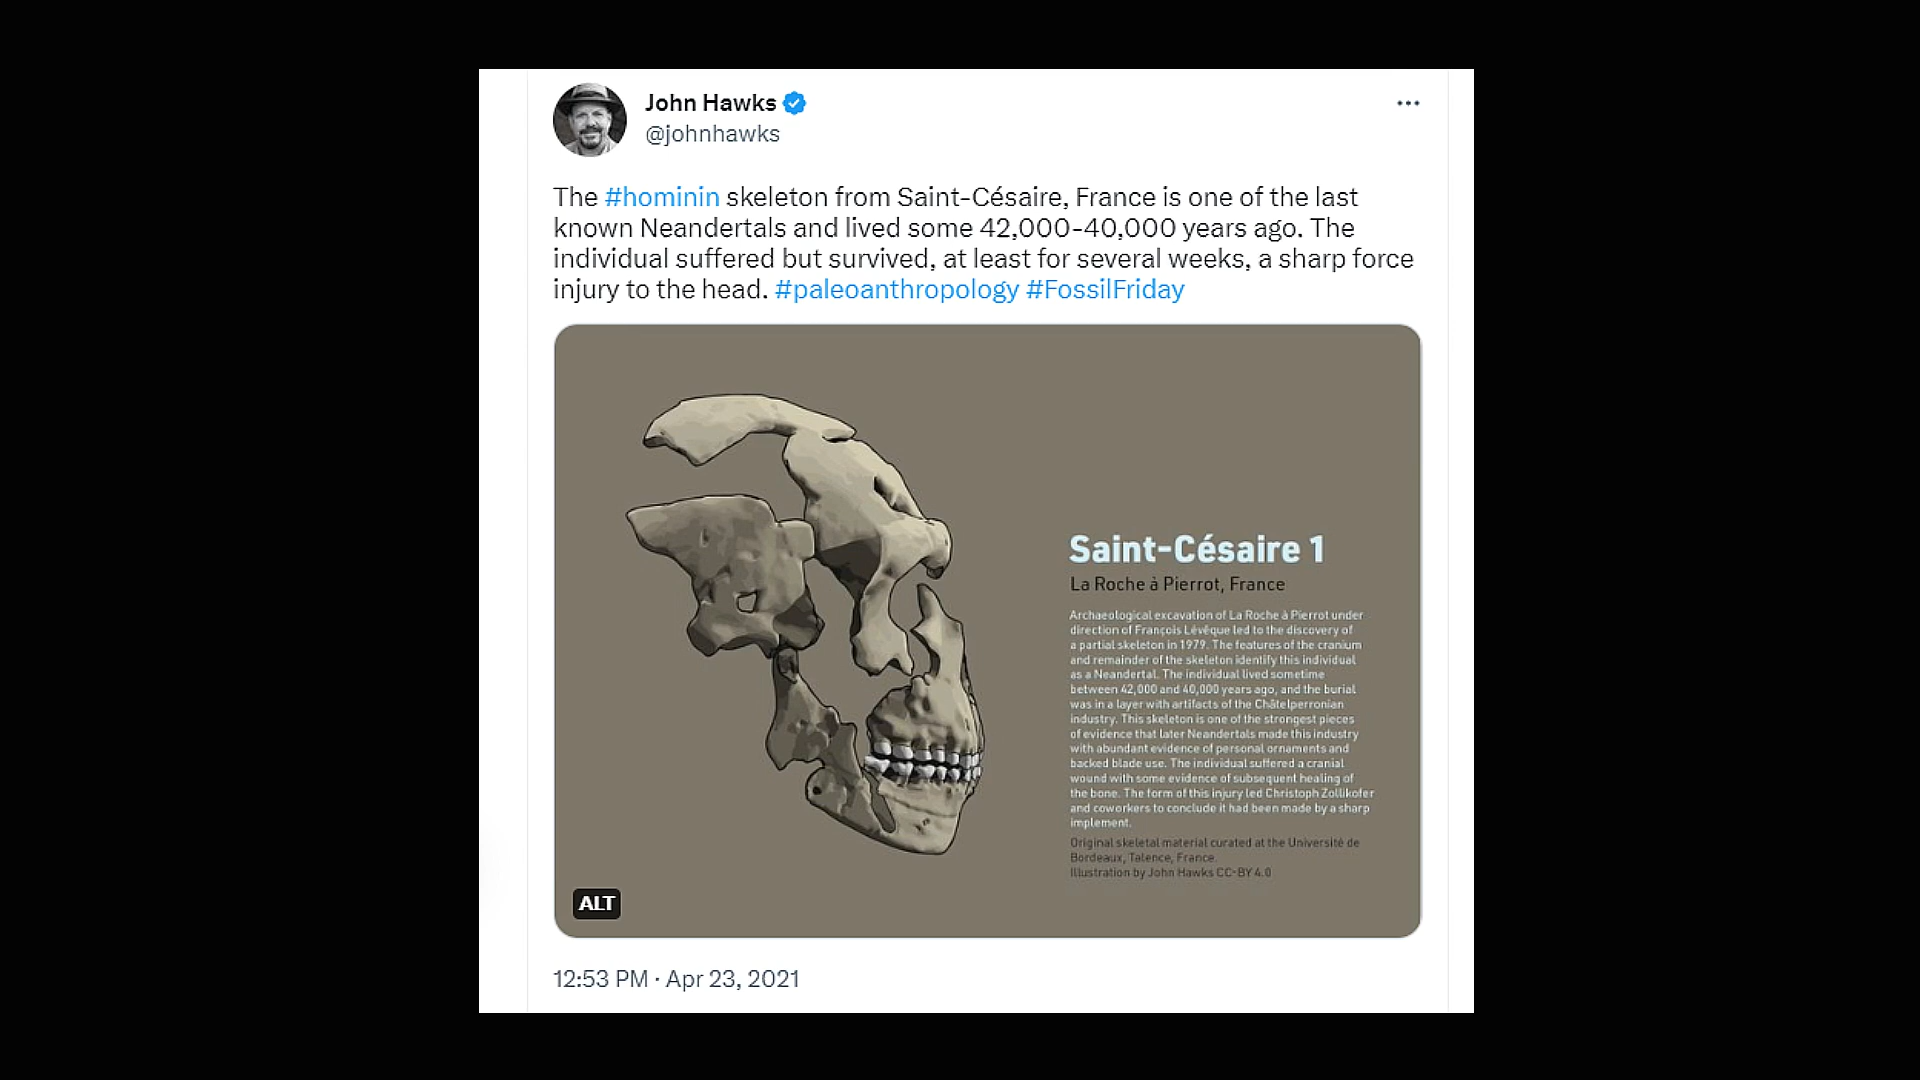 John Hawks
@johnhawks
The #hominin skeleton from Saint-Césaire, France is one of the last
known Neandertals and lived some 42,000-40,000 years ago. The
individual suffered but survived, at least for several weeks, a sharp force
injury to the head. #paleoanthropology #FossilFriday
Saint-Césaire 1
La Roche à Pierrot, France
Archaeological excavation of La Roche à Pierrot under
direction of François Lévêque led to the discovery of
a partial skeleton in 1979. The features of the cranium
and remainder of the skeleton identify this individual
as a Neandertal. The individual lived sometime
between 42,000 and 40,000 years ago, and the burial
was in a layer with artifacts of the Châtelperronian
industry. This skeleton is one of the strongest pieces
of evidence that later Neandertals made this industry
with abundant evidence of personal ornaments and
backed blade use. The individual suffered a cranial
wound with some evidence of subsequent healing of
the bone. The form of this injury led Christoph Zollikofer
and coworkers to conclude it had been made by a sharp
implement.
Original skeletal material curated at the Université de
Bordeaux, Talence, France.
Illustration by John Hawks CC-BY 4.0
ALT
12:53 PM · Apr 23, 2021